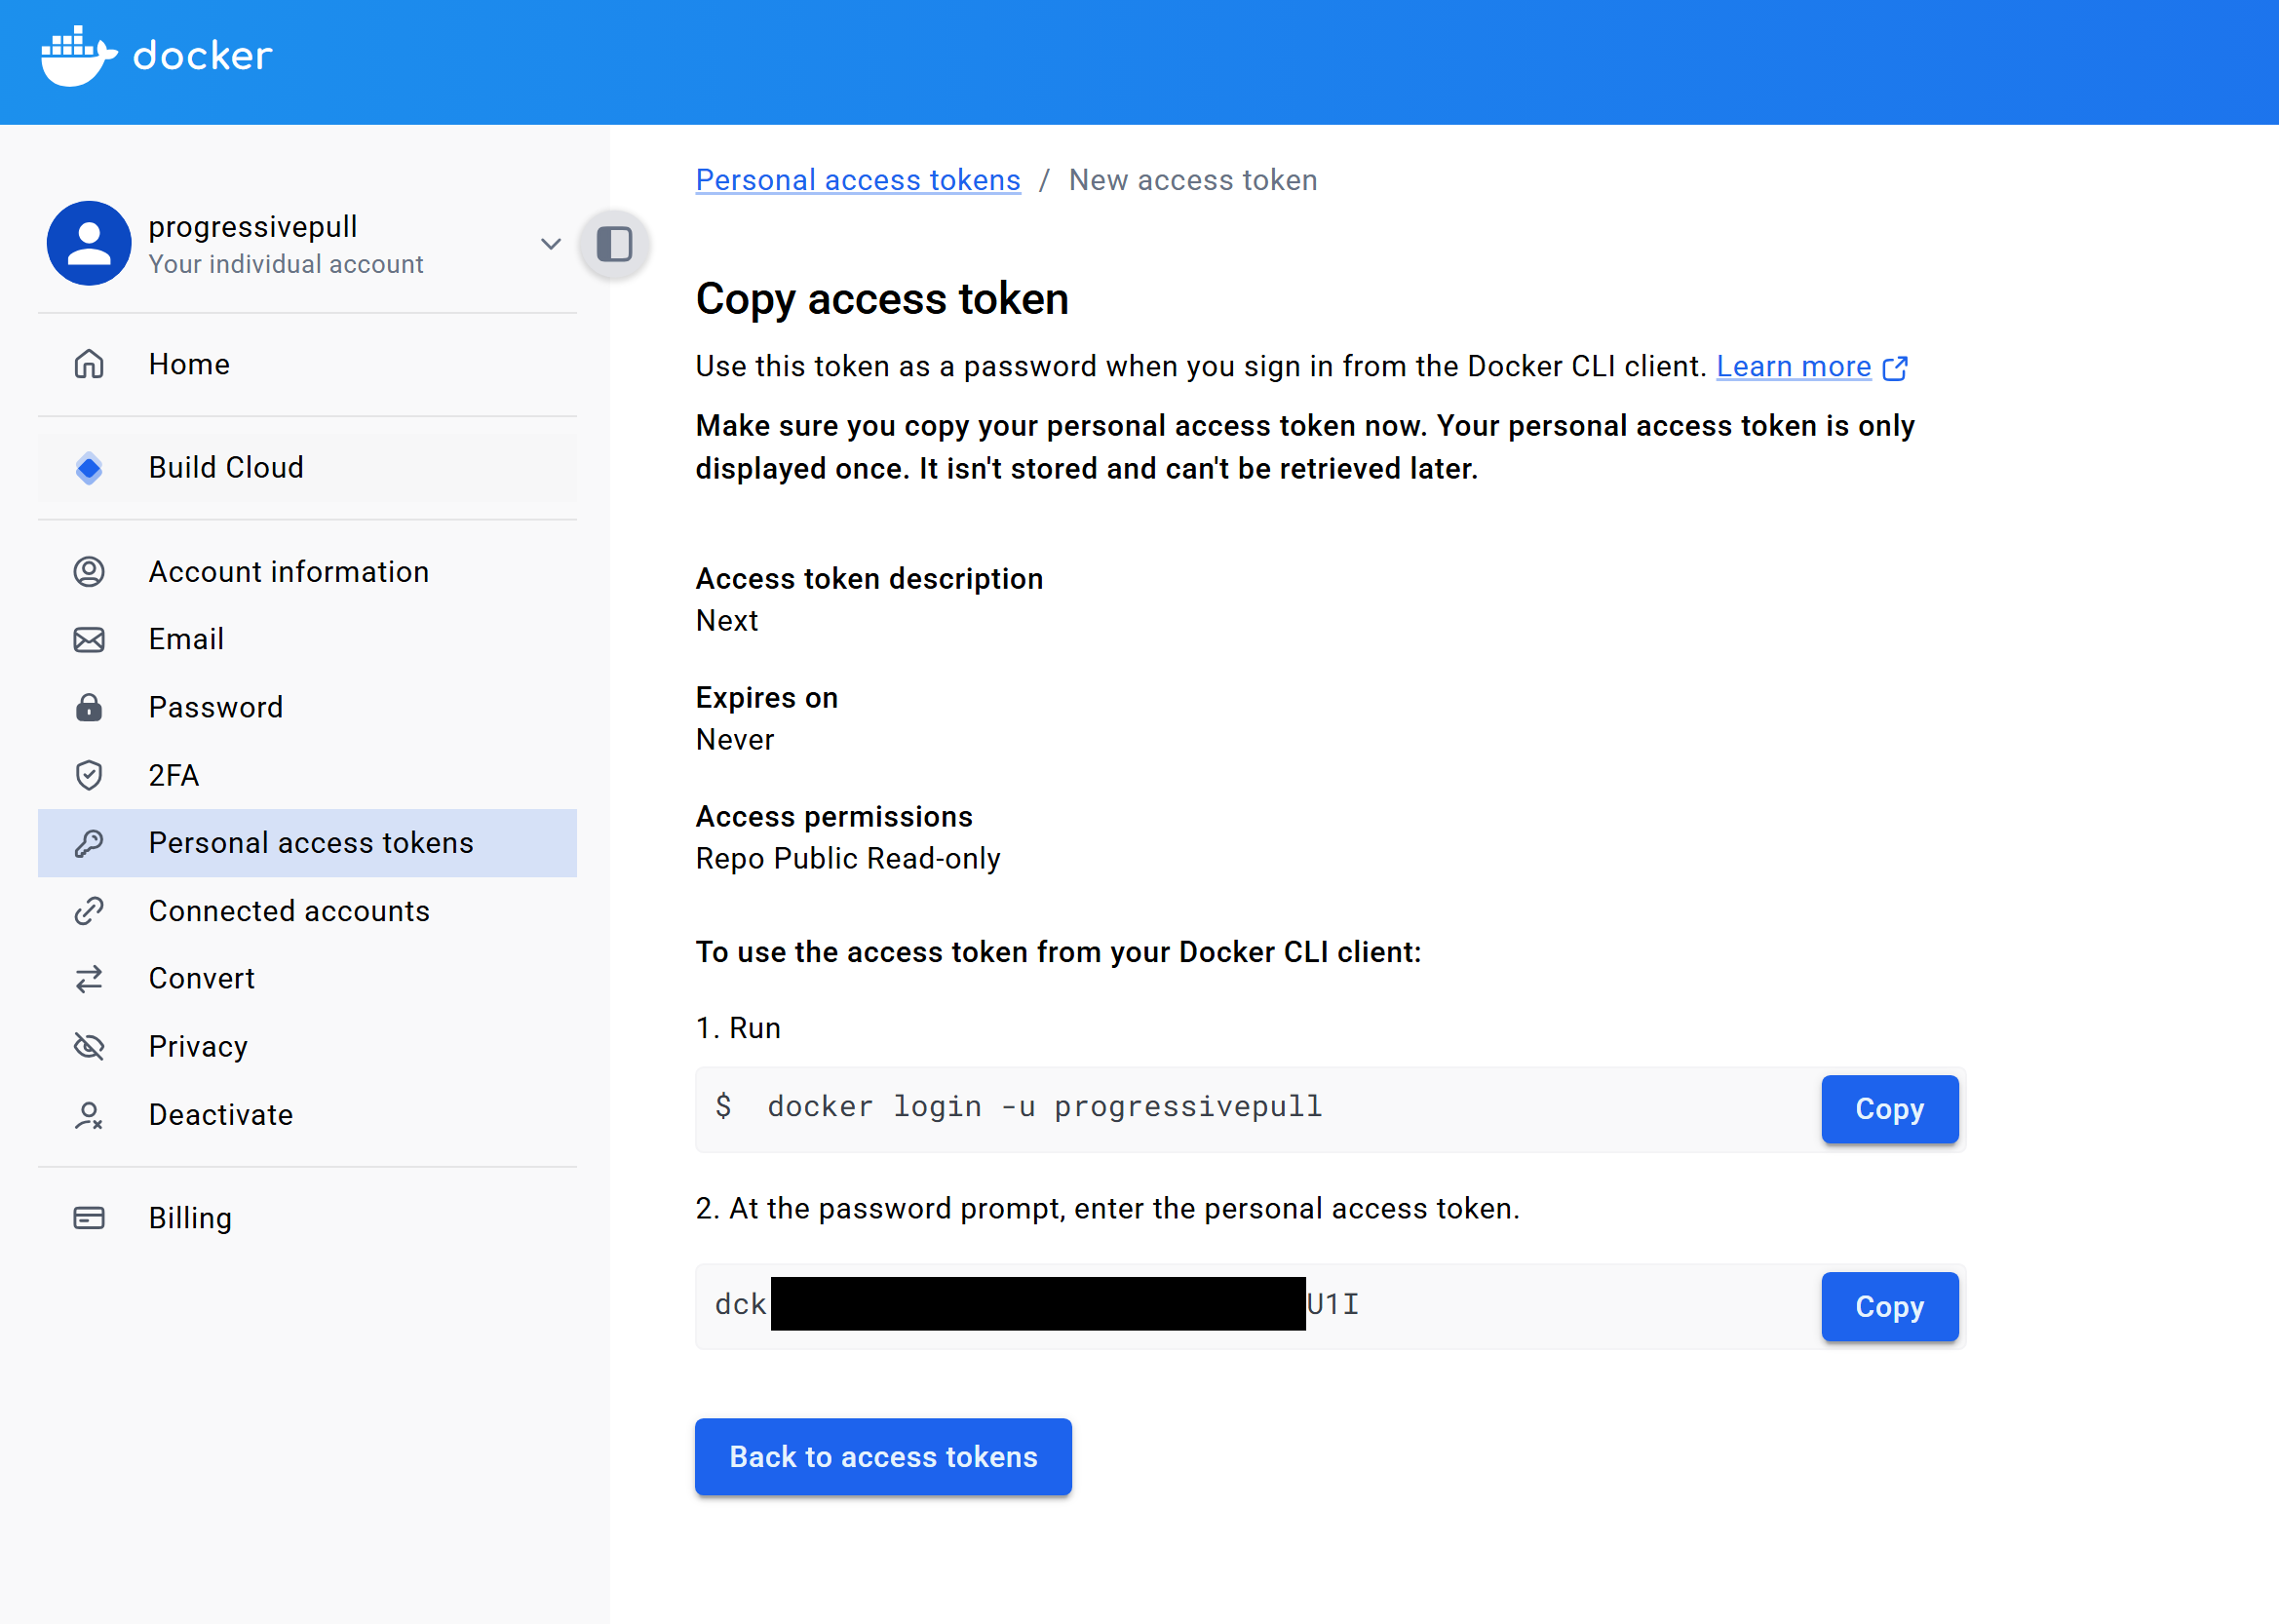 docker
progressivepull
Your individual account
Home
Build Cloud
Account information
Email
Password
2FA
Personal access tokens
Connected accounts
Convert
Privacy
Deactivate
Billing
Personal access tokens / New access token
Copy access token
Use this token as a password when you sign in from the Docker CLI client. Learn more
Make sure you copy your personal access token now. Your personal access token is only
displayed once. It isn't stored and can't be retrieved later.
Access token description
Next
Expires on
Never
Access permissions
Repo Public Read-only
To use the access token from your Docker CLI client:
1. Run
$ docker login -u progressivepull
Copy
2. At the password prompt, enter the personal access token.
dck U1I
Copy
Back to access tokens